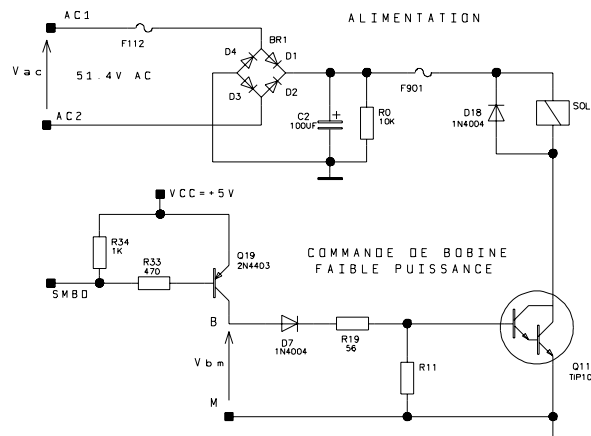 AC1
ALIMENTATION
F112
BR1
D4
D1
Vac
51.4V AC
D3
D2
AC2
C2
100UF
+
R0
10K
F901
D18
1N4004
SOL
VCC=+5V
R34
1K
R33
470
Q19
2N4403
SMBD
COMMANDE DE BOBINE
FAIBLE PUISSANCE
B
D7
1N4004
R19
56
Vbm
R11
Q11
TIP10
M